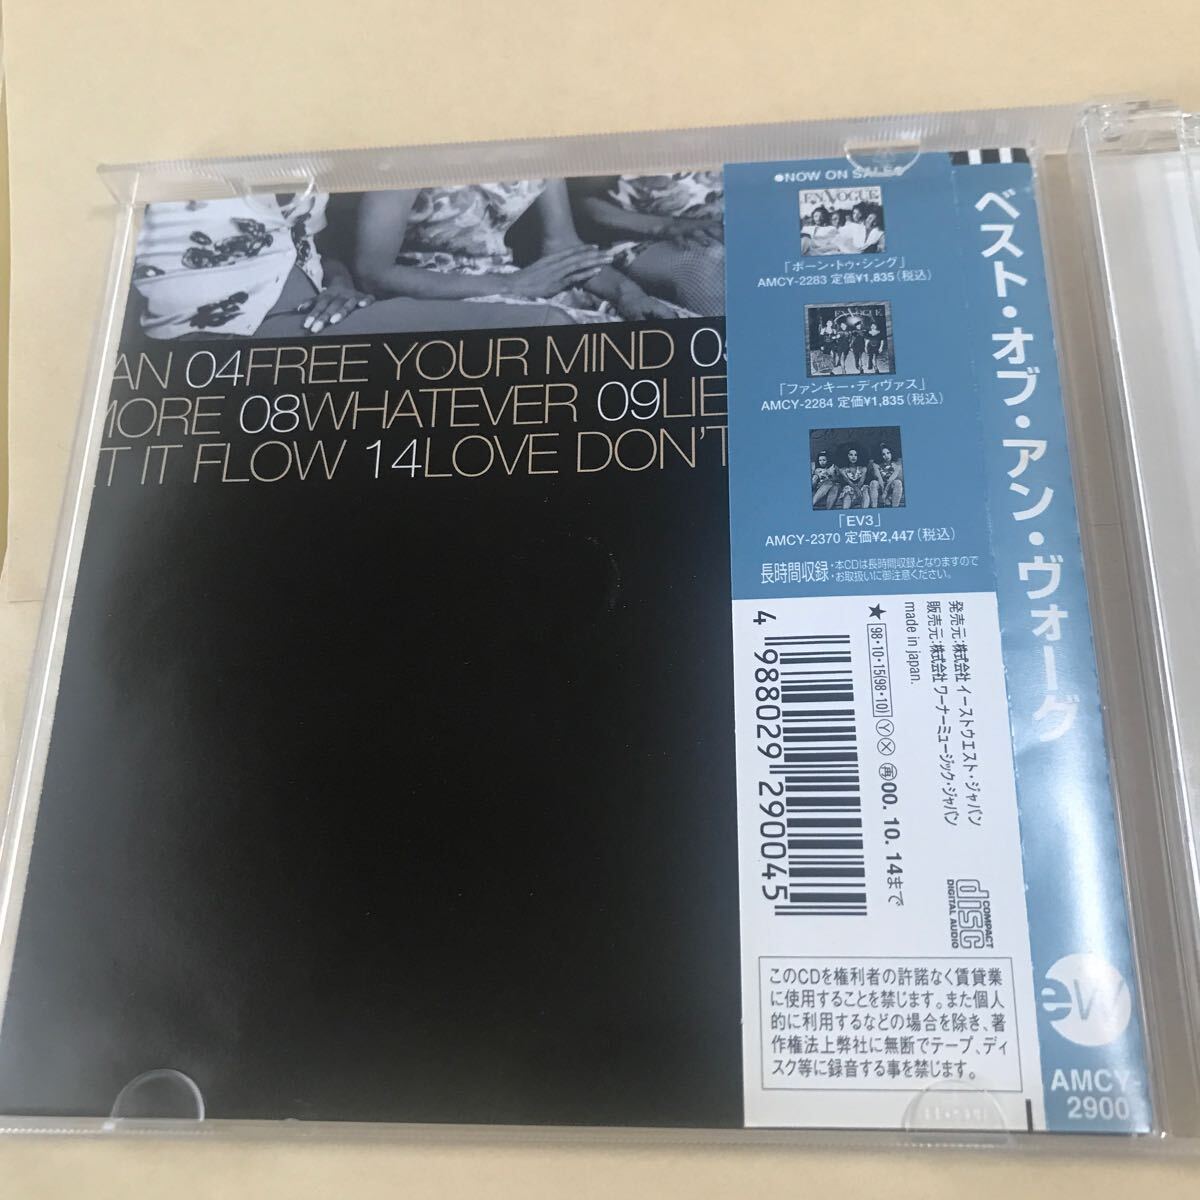 AN 04FREE YOUR MIND 0
MORE 08WHATEVER 09LIE
ET IT FLOW 14LOVE DON'T
●NOW ON SALE●
EN VOGUE
「ボーン・トゥ・シング」
AMCY-2283 定価¥1,835(税込)
EN VOGUE
「ファンキー・ディヴァス」
AMCY-2284 定価¥1,835(税込)
「EV3」
AMCY-2370 定価¥2,447(税込)
長時間収録・本CDは長時間収録となりますので
お取扱いに御注意ください。
発売元:株式会社 イーストウエスト・ジャパン
販売元:株式会社 ワーナーミュージック・ジャパン
made in japan.
★ 98・10・15(98・10) Ⓨ Ⓧ ㊢00.10.14まで
4 988029 290045
COMPACT
disc
DIGITAL AUDIO
このCDを権利者の許諾なく賃貸業
に使用することを禁じます。また個人
的に利用するなどの場合を除き、著
作権法上弊社に無断でテープ、ディ
スク等に録音する事を禁じます。
ベスト・オブ・アン・ヴォーグ
eW
AMCY-
2900